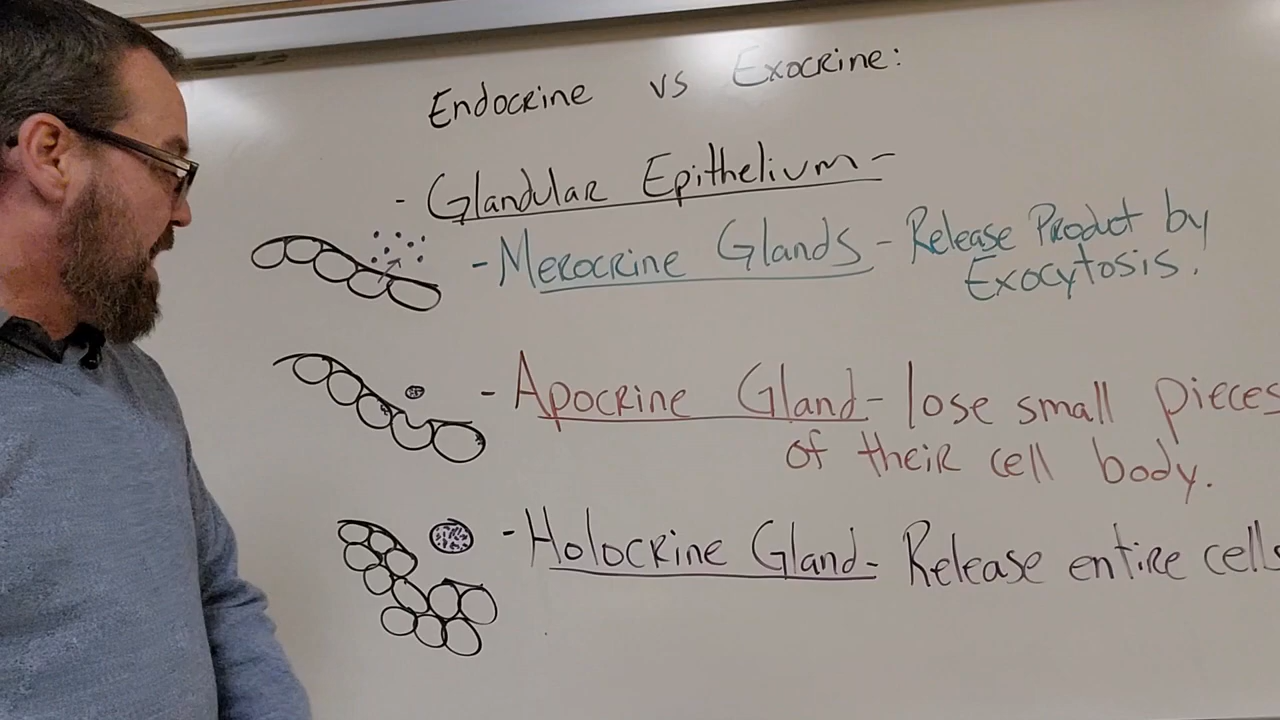 Endocrine vs Exocrine:
- Glandular Epithelium-
- Merocrine Glands - Release Product by
Exocytosis.
- Apocrine Gland- lose small pieces
of their cell body.
- Holocrine Gland- Release entire cells